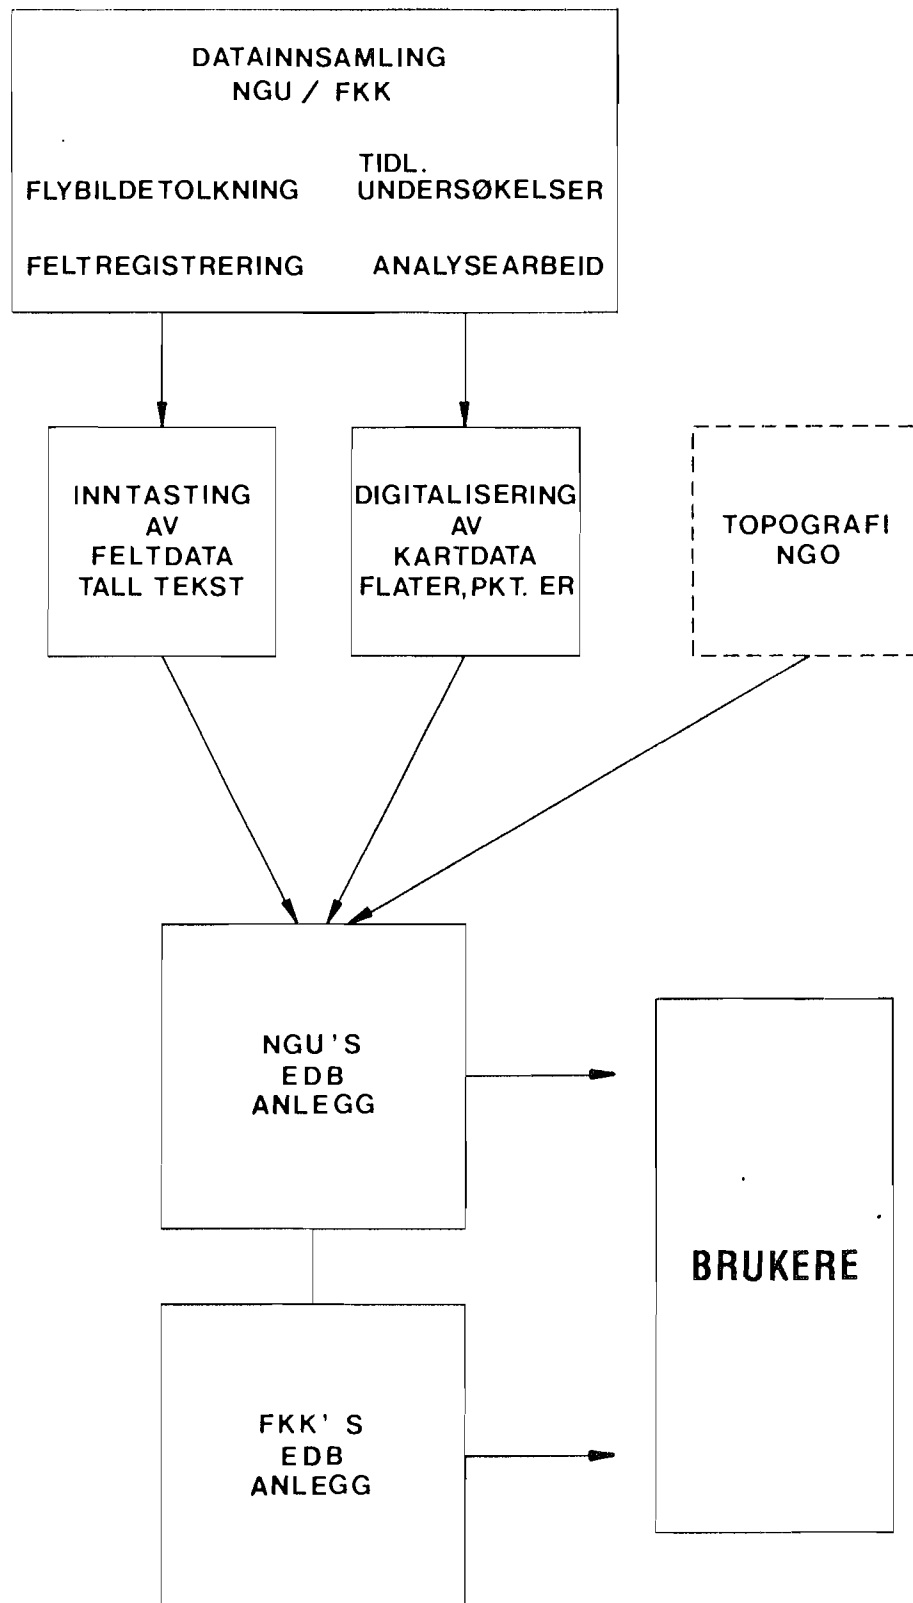 DATAINNSAMLING
NGU / FKK
FLYBILDETOLKNING
TIDL.
UNDERSØKELSER
FELTREGISTRERING
ANALYSEARBEID
INNTASTING
AV
FELTDATA
TALL TEKST
DIGITALISERING
AV
KARTDATA
FLATER, PKT. ER
TOPOGRAFI
NGO
NGU'S
EDB
ANLEGG
BRUKERE
FKK'S
EDB
ANLEGG